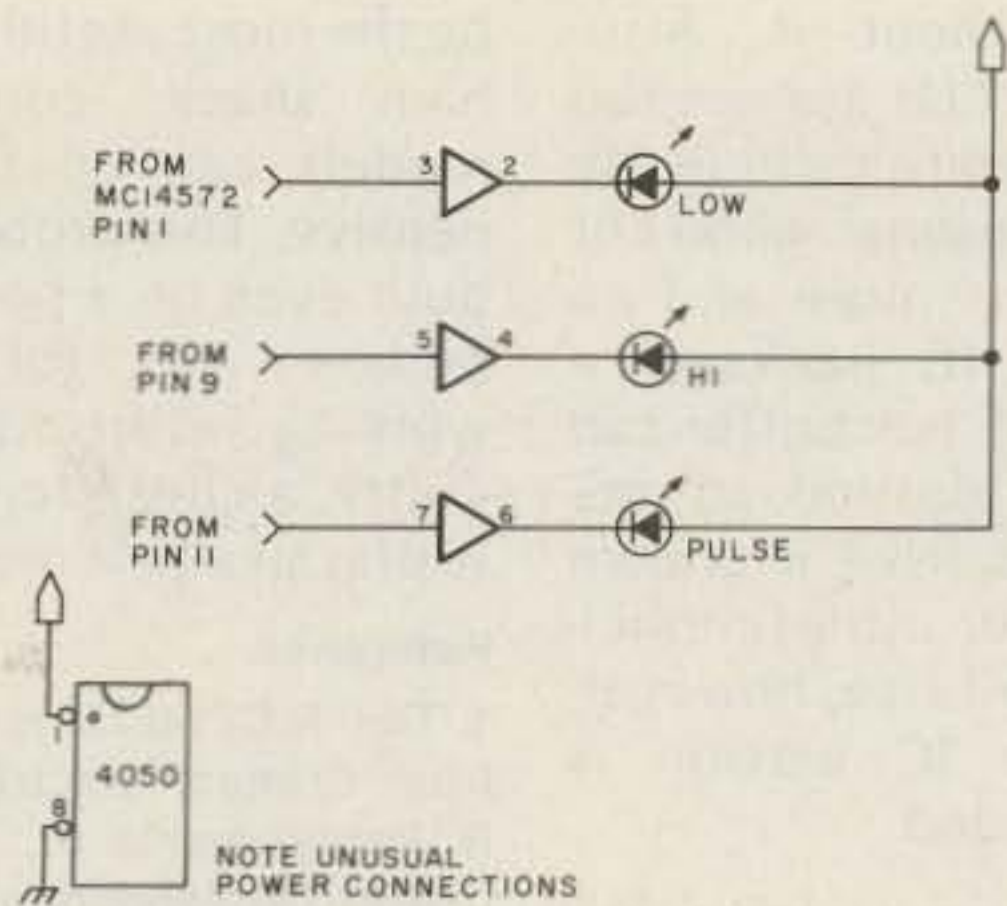 FROM
MC14572
PIN 1
3
2
LOW
FROM
PIN 9
5
4
HI
FROM
PIN 11
7
6
PULSE
1
4050
8
NOTE UNUSUAL
POWER CONNECTIONS